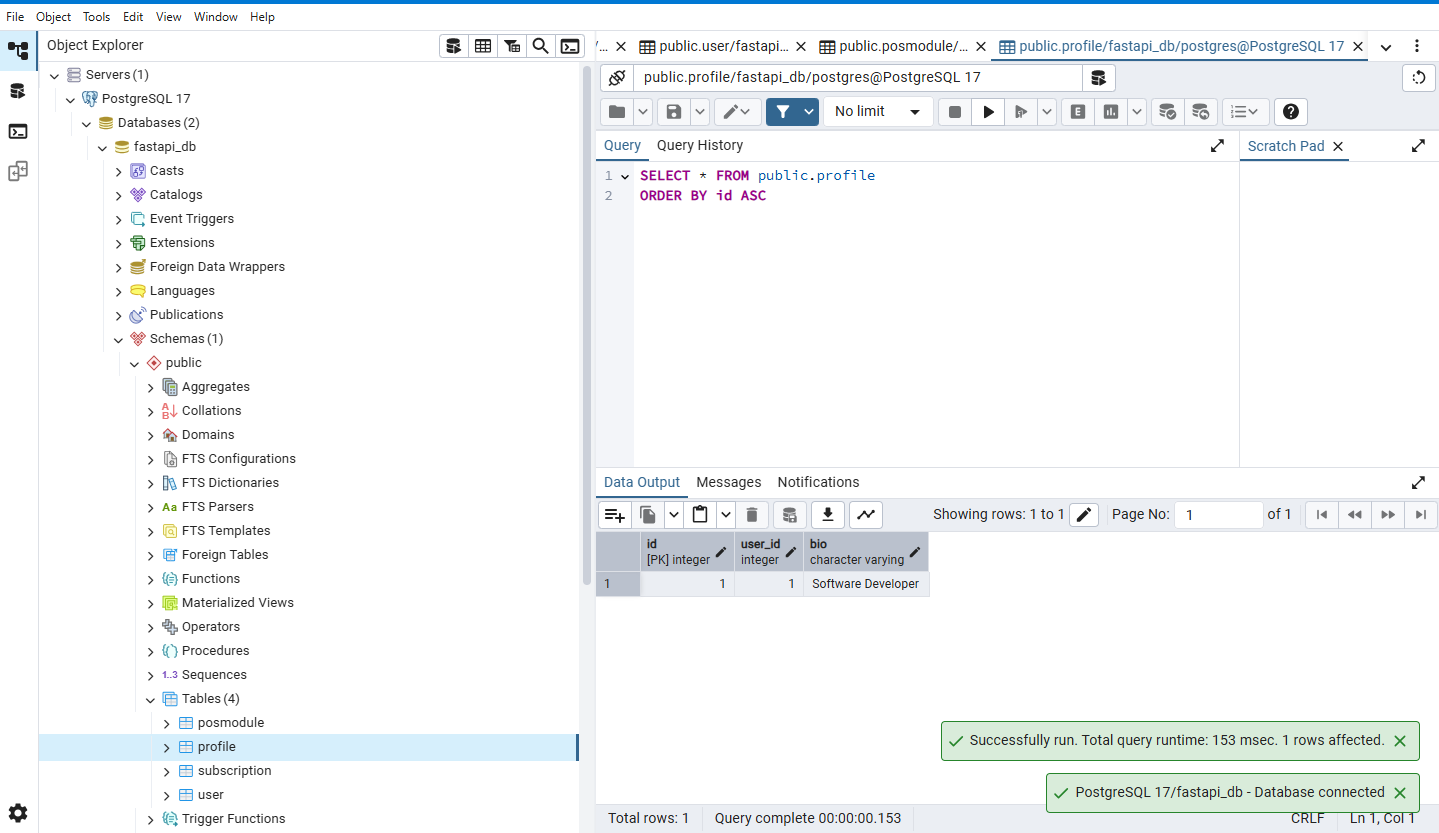 File Object Tools Edit View Window Help
Object Explorer
Servers (1)
PostgreSQL 17
Databases (2)
fastapi_db
Casts
Catalogs
Event Triggers
Extensions
Foreign Data Wrappers
Languages
Publications
Schemas (1)
public
Aggregates
Collations
Domains
FTS Configurations
FTS Dictionaries
Aa FTS Parsers
FTS Templates
Foreign Tables
Functions
Materialized Views
Operators
Procedures
1..3 Sequences
Tables (4)
posmodule
profile
subscription
user
Trigger Functions
/... public.user/fastapi... public.posmodule/... public.profile/fastapi_db/postgres@PostgreSQL 17
public.profile/fastapi_db/postgres@PostgreSQL 17
No limit
E
Query Query History
Scratch Pad
1 SELECT * FROM public.profile
2 ORDER BY id ASC
Data Output Messages Notifications
Showing rows: 1 to 1 Page No: 1 of 1
id user_id bio
[PK] integer integer character varying
1 1 1 Software Developer
Successfully run. Total query runtime: 153 msec. 1 rows affected.
PostgreSQL 17/fastapi_db - Database connected
Total rows: 1 Query complete 00:00:00.153 CRLF Ln 1, Col 1